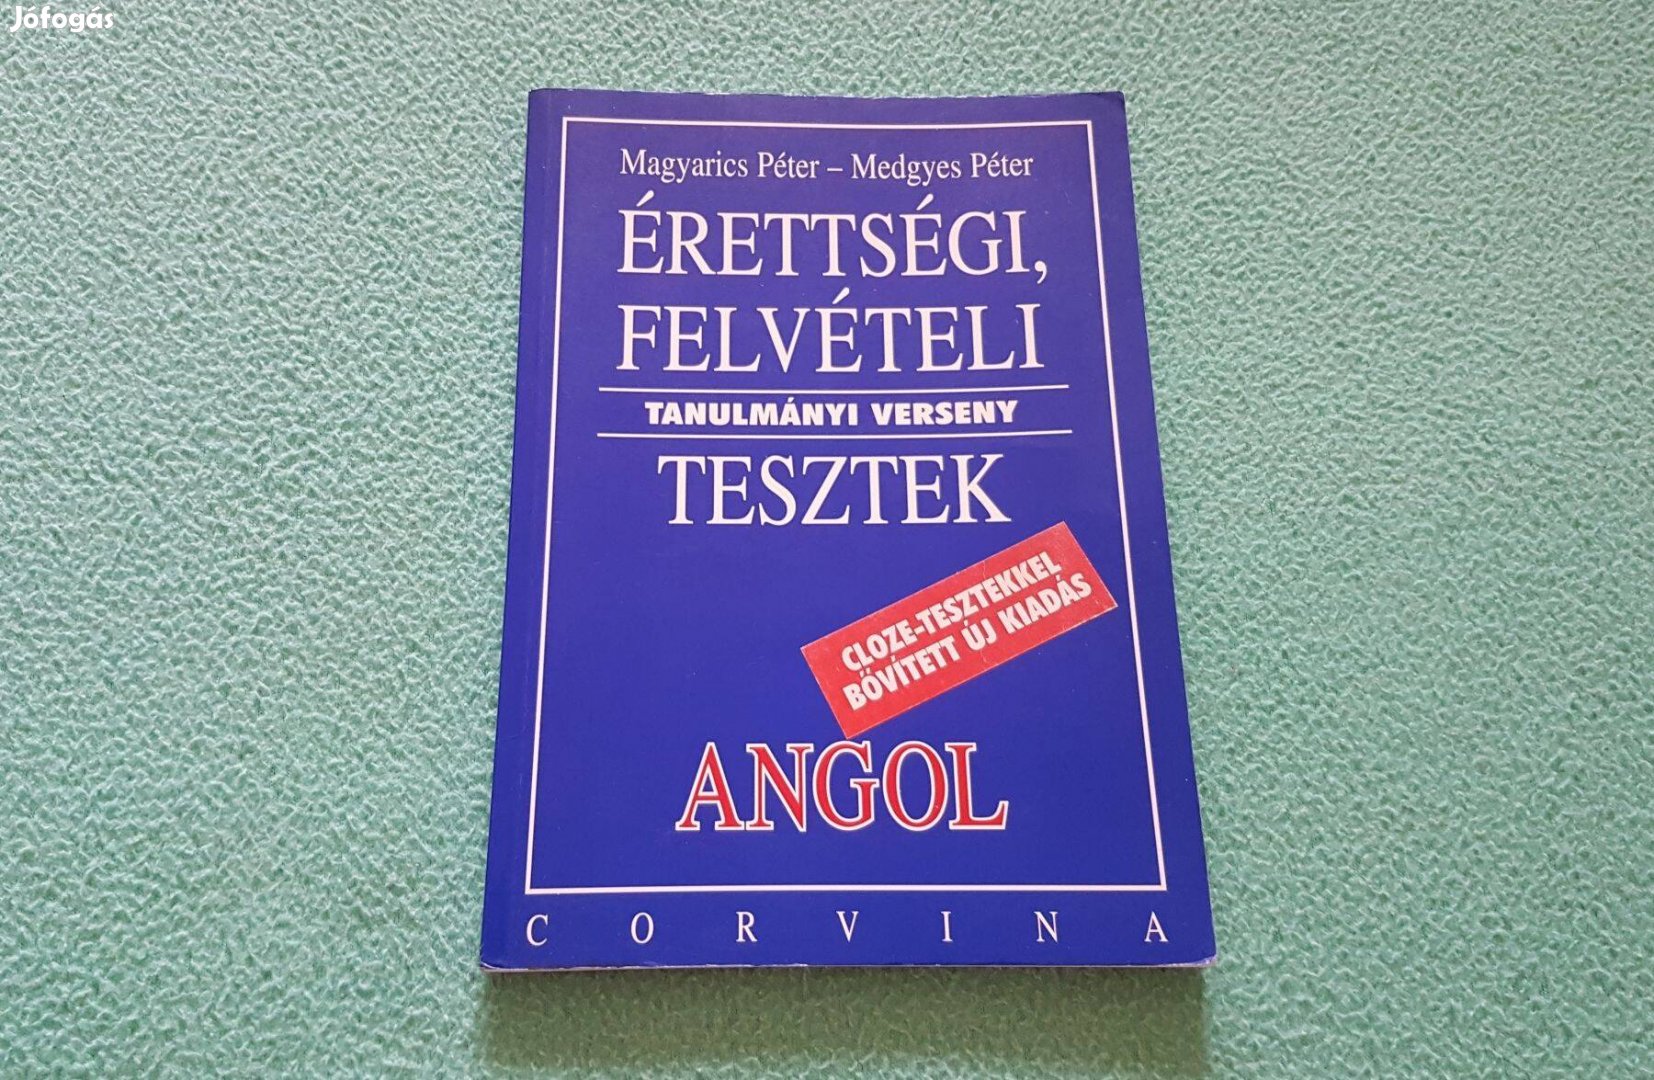 Jófogás
Magyarics Péter – Medgyes Péter
ÉRETTSÉGI,
FELVÉTELI
TANULMÁNYI VERSENY
TESZTEK
CLOZE-TESZTEKKEL
BŐVÍTETT ÚJ KIADÁS
ANGOL
CORVINA